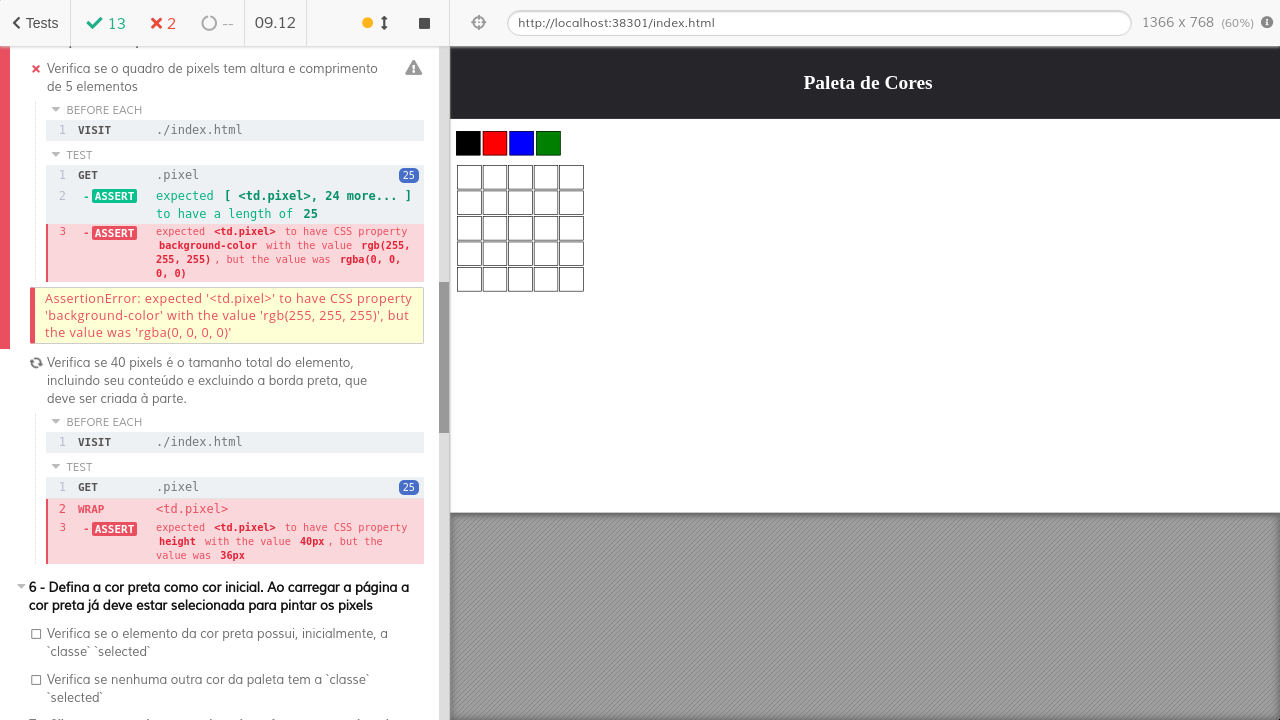 Tests
13
2
--
09.12
http://localhost:38301/index.html
1366 x 768 (60%)
Verifica se o quadro de pixels tem altura e comprimento
de 5 elementos
BEFORE EACH
1 VISIT ./index.html
TEST
1 GET .pixel 25
2 -ASSERT expected [ <td.pixel>, 24 more... ]
to have a length of 25
3 -ASSERT expected <td.pixel> to have CSS property
background-color with the value rgb(255,
255, 255), but the value was rgba(0, 0,
0, 0)
AssertionError: expected '<td.pixel>' to have CSS property
'background-color' with the value 'rgb(255, 255, 255)', but
the value was 'rgba(0, 0, 0, 0)'
Verifica se 40 pixels é o tamanho total do elemento,
incluindo seu conteúdo e excluindo a borda preta, que
deve ser criada à parte.
BEFORE EACH
1 VISIT ./index.html
TEST
1 GET .pixel 25
2 WRAP <td.pixel>
3 -ASSERT expected <td.pixel> to have CSS property
height with the value 40px, but the
value was 36px
6 - Defina a cor preta como cor inicial. Ao carregar a página a
cor preta já deve estar selecionada para pintar os pixels
Verifica se o elemento da cor preta possui, inicialmente, a
`classe` `selected`
Verifica se nenhuma outra cor da paleta tem a `classe`
`selected`
Paleta de Cores